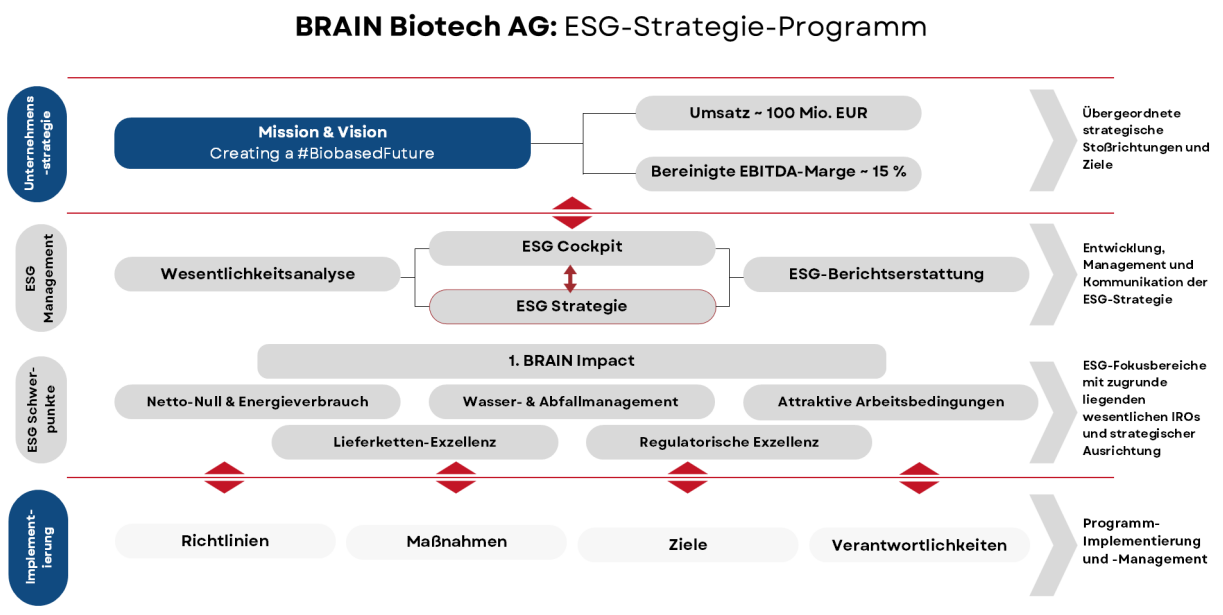 BRAIN Biotech AG: ESG-Strategie-Programm
Unternehmens
-strategie
Mission & Vision
Creating a #BiobasedFuture
Umsatz ~ 100 Mio. EUR
Bereinigte EBITDA-Marge ~ 15 %
Übergeordnete
strategische
Stoßrichtungen und
Ziele
ESG
Management
Wesentlichkeitsanalyse
ESG Cockpit
ESG Strategie
ESG-Berichtserstattung
Entwicklung,
Management und
Kommunikation der
ESG-Strategie
ESG Schwer-
punkte
1. BRAIN Impact
Netto-Null & Energieverbrauch
Wasser- & Abfallmanagement
Attraktive Arbeitsbedingungen
Lieferketten-Exzellenz
Regulatorische Exzellenz
ESG-Fokusbereiche
mit zugrunde
liegenden
wesentlichen IROs
und strategischer
Ausrichtung
Implement-
ierung
Richtlinien
Maßnahmen
Ziele
Verantwortlichkeiten
Programm-
Implementierung
und -Management